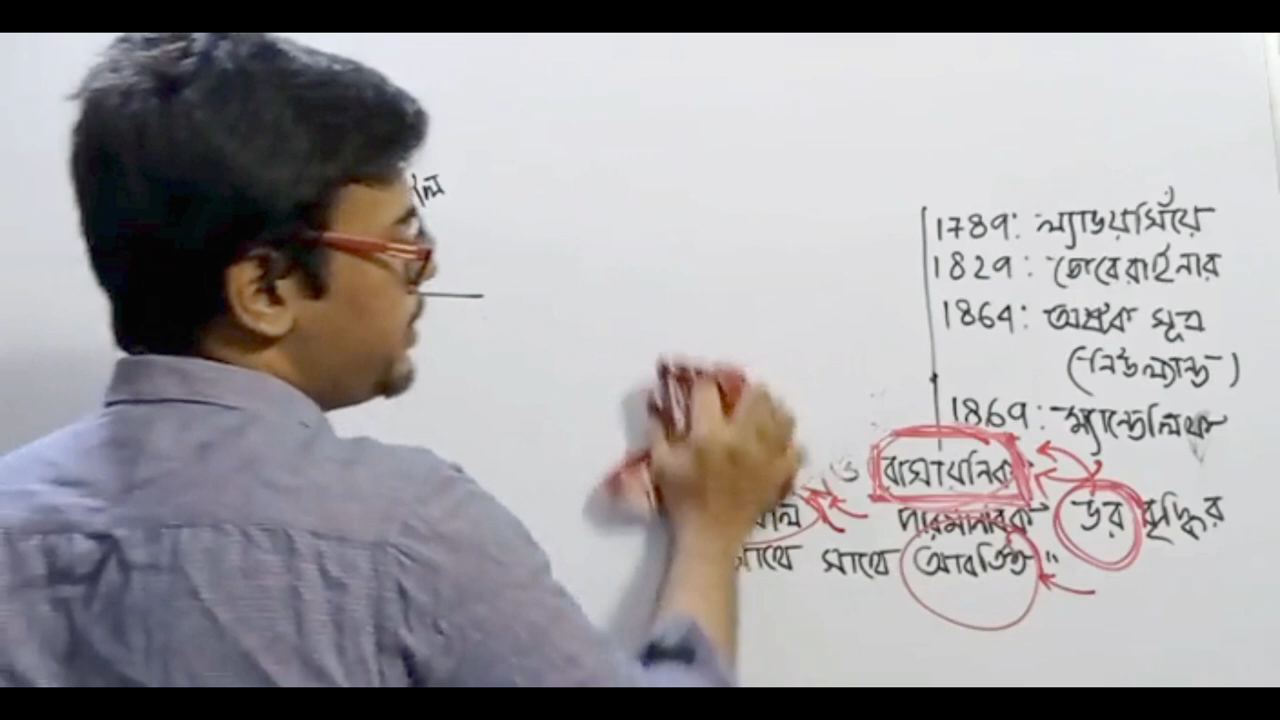 1789: ল্যাভয়সিঁয়ে
1829: ডোবেরাইনার
1864: অষ্টক সূত্র
(নিউল্যান্ড)
1869: ম্যান্ডেলিফ
ও রাসায়নিক
পারমাণবিক ভর বৃদ্ধির
সাথে সাথে আবর্তিত"